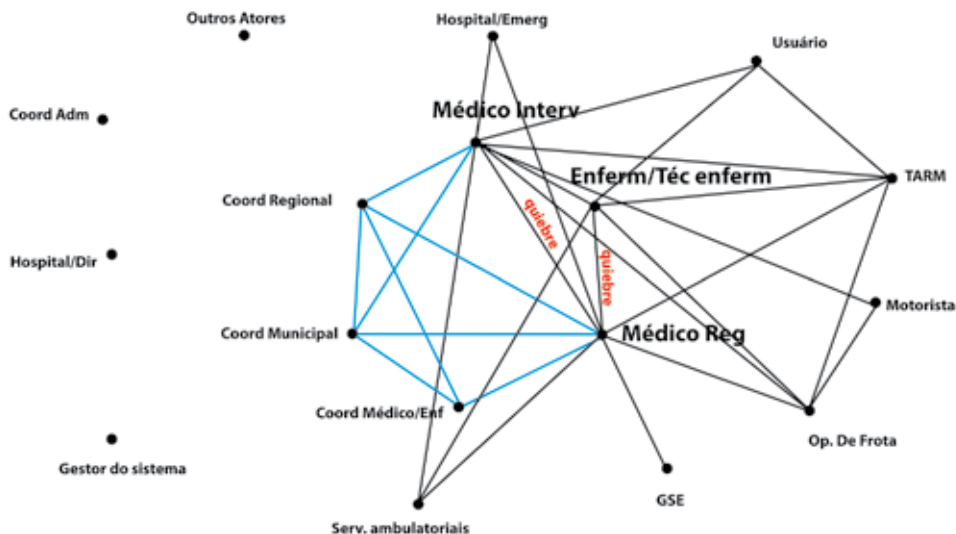 Outros Atores
Hospital/Emerg
Usuário
Coord Adm
Médico Interv
Enferm/Téc enferm
TARM
Coord Regional
quiebre
Hospital/Dir
quiebre
Motorista
Coord Municipal
Médico Reg
Coord Médico/Enf
Op. De Frota
Gestor do sistema
GSE
Serv. ambulatoriais